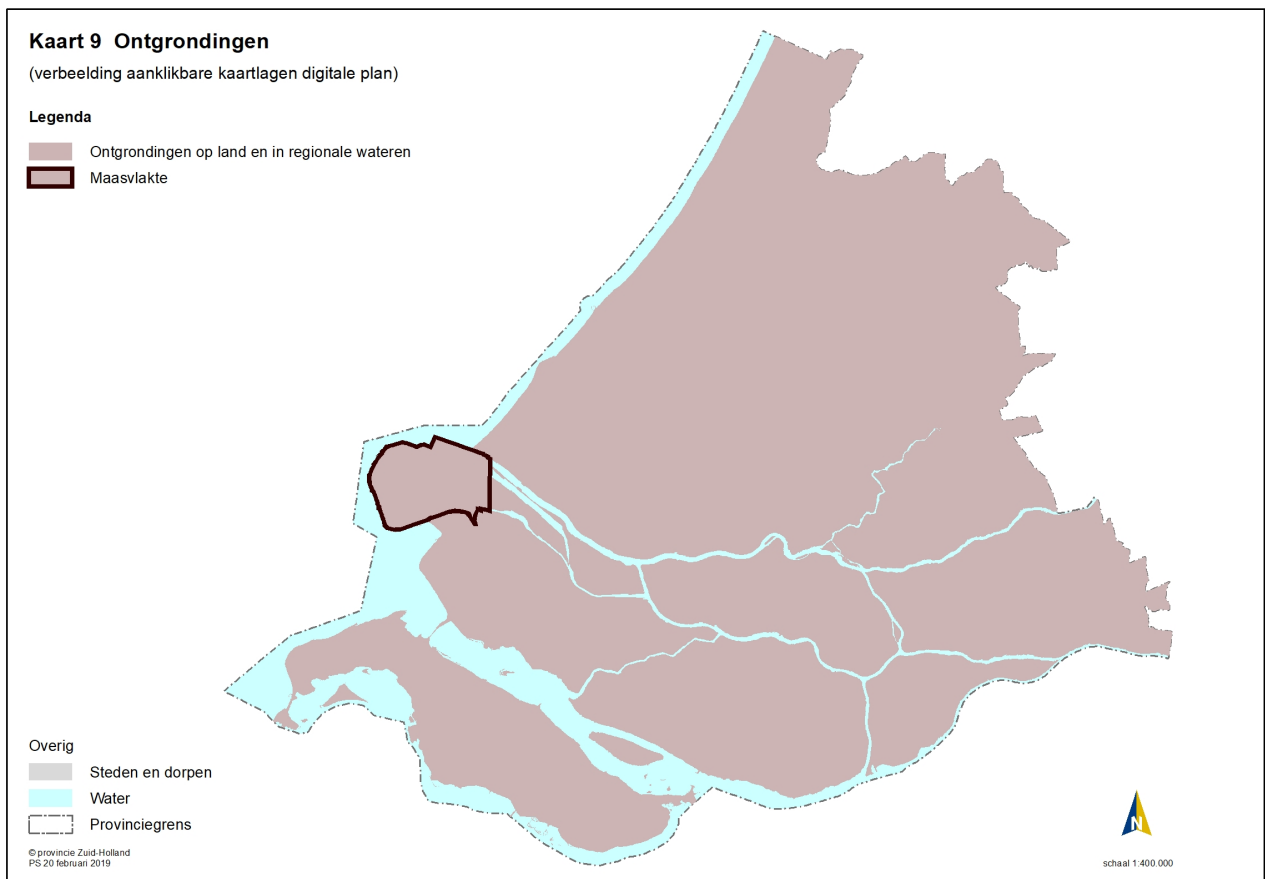 Kaart 9 Ontgrondingen
(verbeelding aanklikbare kaartlagen digitale plan)
Legenda
Ontgrondingen op land en in regionale wateren
Maasvlakte
Overig
Steden en dorpen
Water
Provinciegrens
© provincie Zuid-Holland
PS 20 februari 2019
N
schaal 1:400.000